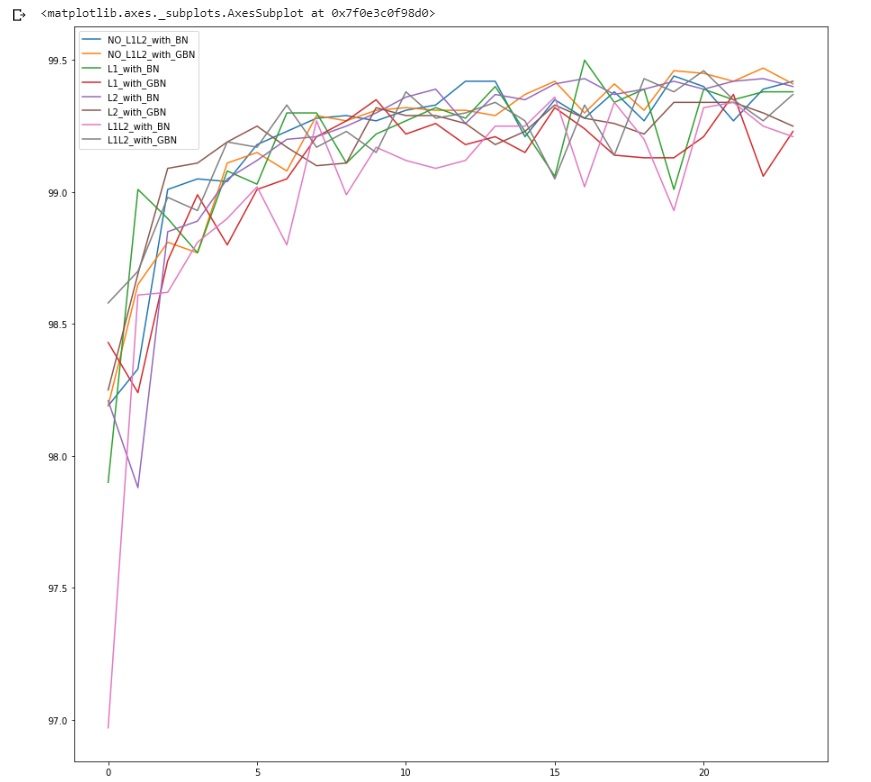 <matplotlib.axes._subplots.AxesSubplot at 0x7f0e3c0f98d0>
NO_L1L2_with_BN
NO_L1L2_with_GBN
L1_with_BN
L1_with_GBN
L2_with_BN
L2_with_GBN
L1L2_with_BN
L1L2_with_GBN
99.5
99.0
98.5
98.0
97.5
97.0
0 5 10 15 20